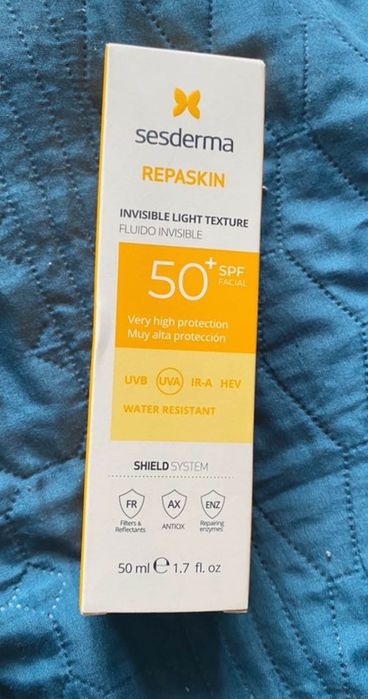 sesderma
REPASKIN
INVISIBLE LIGHT TEXTURE
FLUIDO INVISIBLE
50+ SPF
FACIAL
Very high protection
Muy alta protección
UVB UVA IR-A HEV
WATER RESISTANT
SHIELD SYSTEM
FR AX ENZ
Filters &
Reflectants
ANTIOX
Repairing
enzymes
50 ml e 1.7 fl. oz